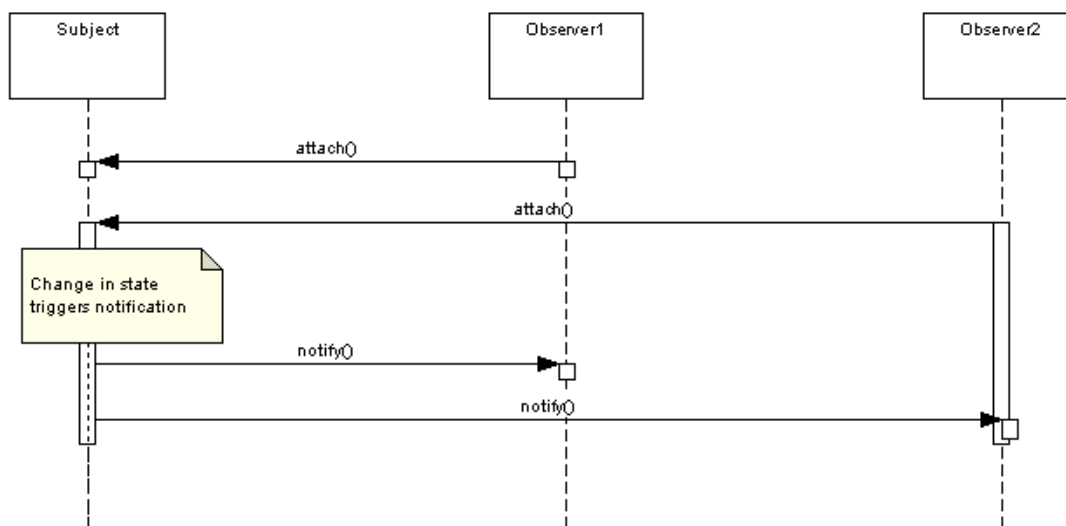 Subject
Observer1
Observer2
attach()
attach()
Change in state
triggers notification
notify()
notify()